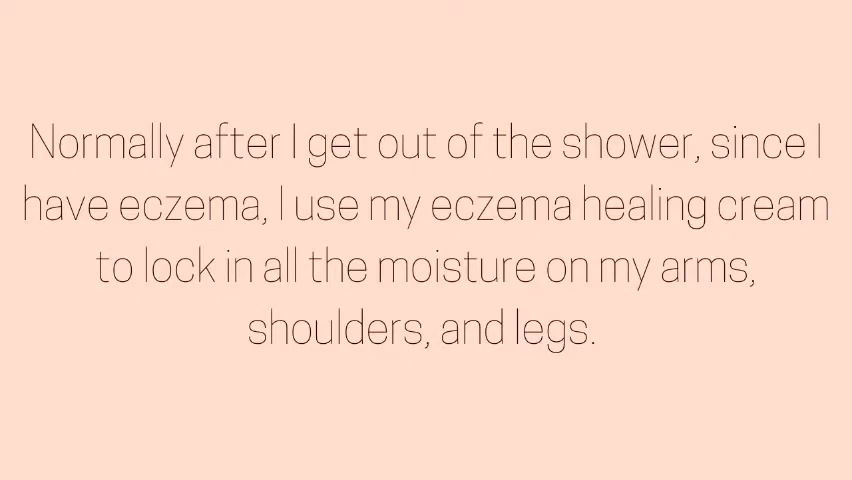 Normally after I get out of the shower, since I
have eczema, I use my eczema healing cream
to lock in all the moisture on my arms,
shoulders, and legs.